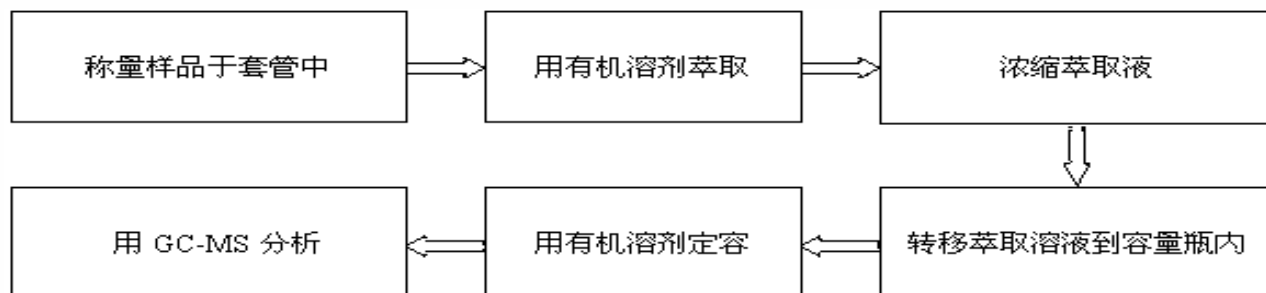 称量样品于套管中
用有机溶剂萃取
浓缩萃取液
转移萃取溶液到容量瓶内
用有机溶剂定容
用 GC-MS 分析